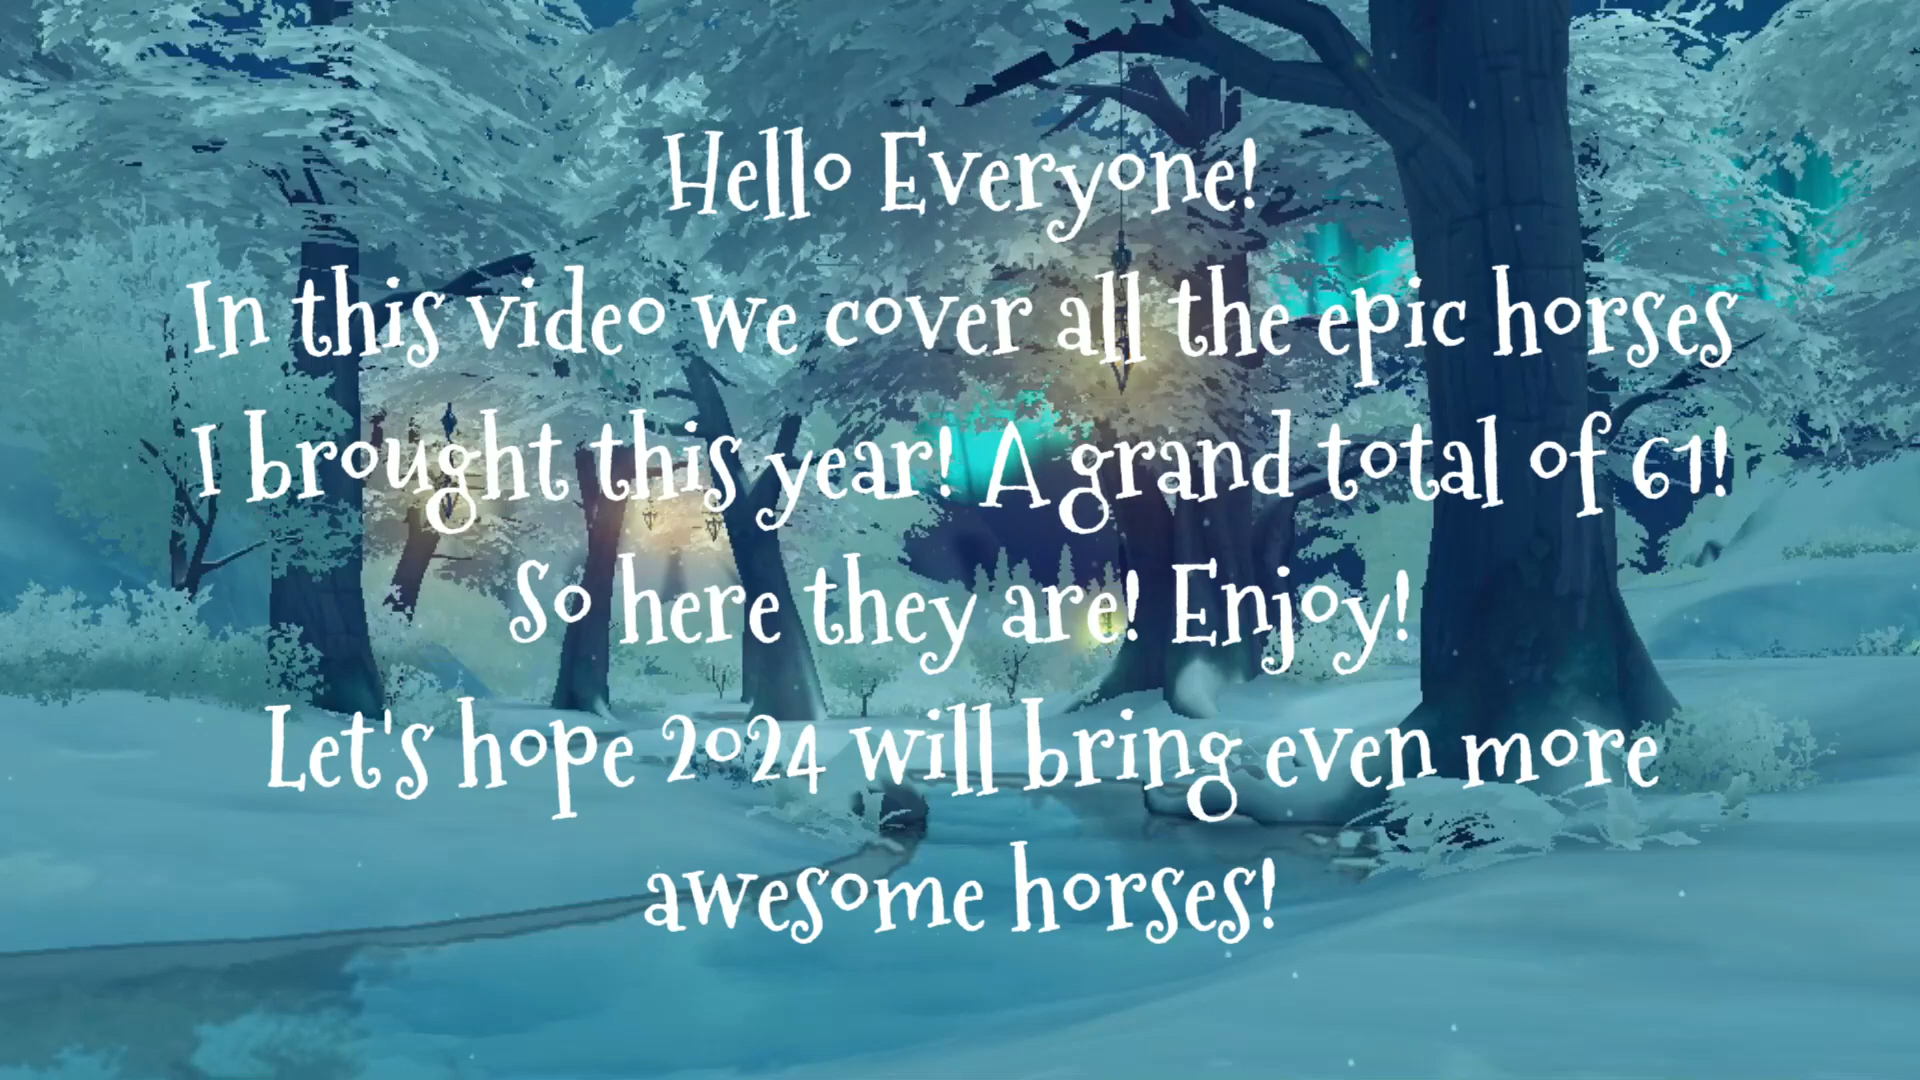 Hello Everyone!
In this video we cover all the epic horses
I brought this year! A grand total of 61!
So here they are! Enjoy!
Let's hope 2024 will bring even more
awesome horses!